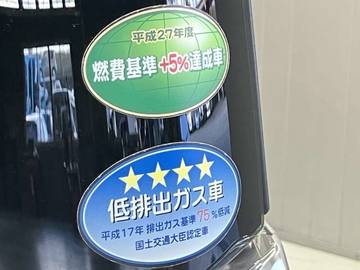 平成27年度
燃費基準+5%達成車
★★★★
低排出ガス車
平成17年 排出ガス基準75%低減
国土交通大臣認定車